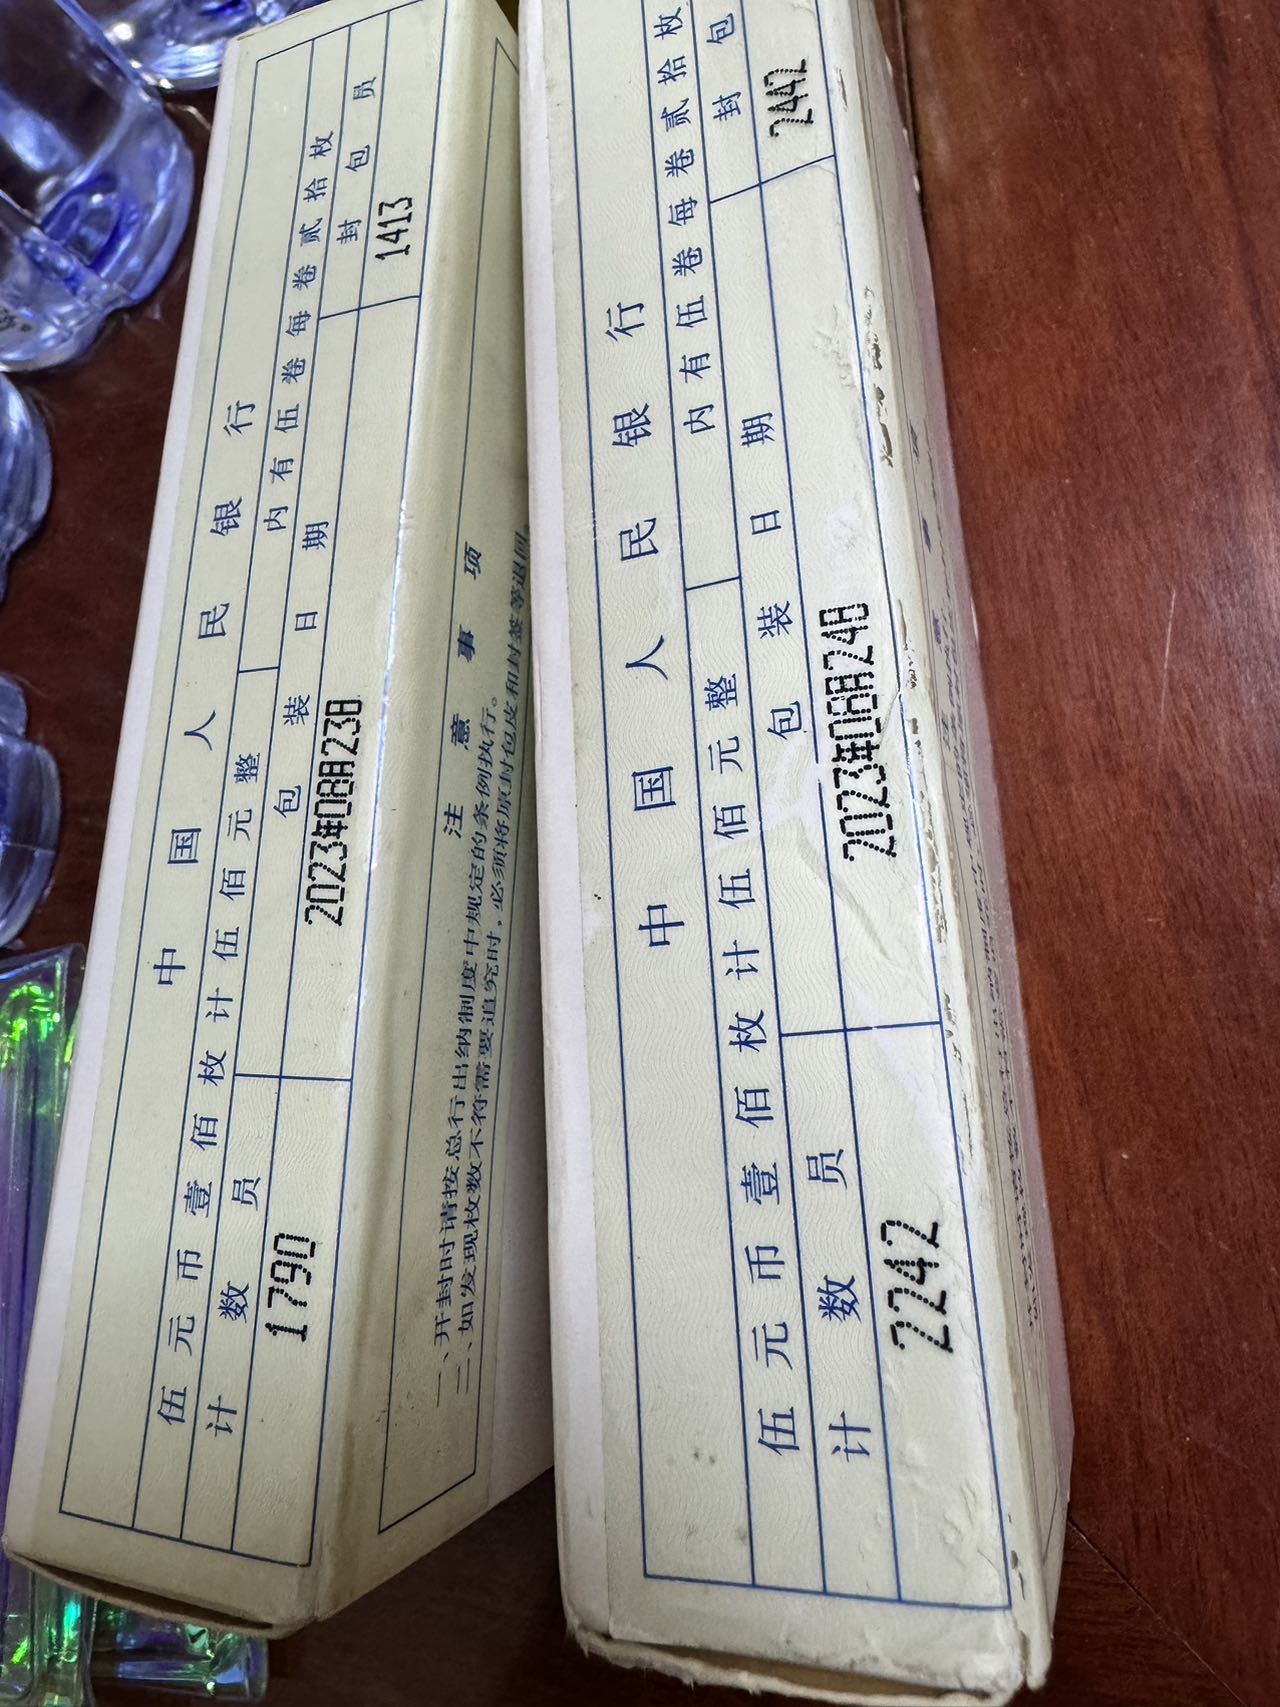 中国人民银行
伍元币壹佰枚计伍佰元整
内有伍卷每卷贰拾枚
计数员
包装日期
封包员
1790
2023年08月23日
1413
注意事项
一、开封时请按总行出纳制度中规定的条例执行。
二、如发现枚数不符需要追究时，必须将原封包皮和封签等退回。
中国人民银行
伍元币壹佰枚计伍佰元整
内有伍卷每卷贰拾枚
计数员
包装日期
封包
2242
2023年08月24日
2442